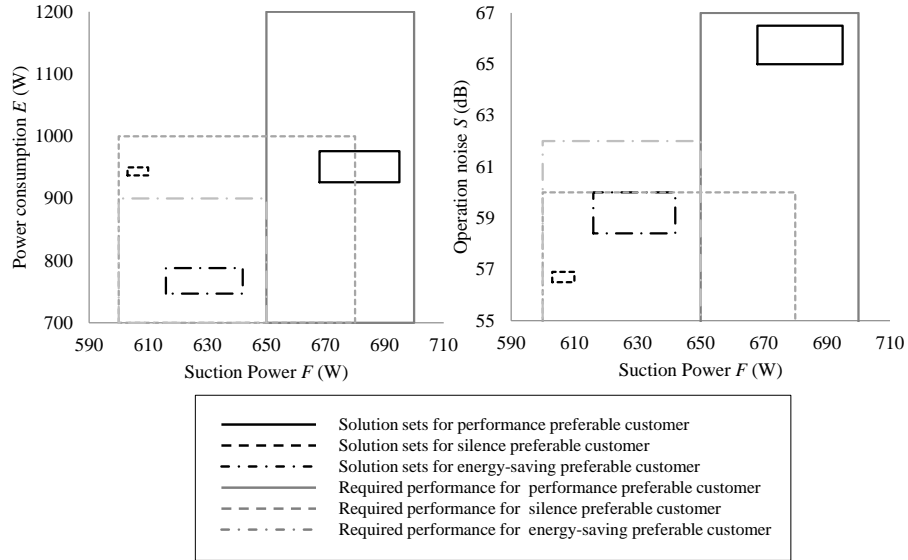 1200
1100
1000
900
800
700
Power consumption E (W)
590 610 630 650 670 690 710
Suction Power F (W)
67
65
63
61
59
57
55
Operation noise S (dB)
590 610 630 650 670 690 710
Suction Power F (W)
Solution sets for performance preferable customer
Solution sets for silence preferable customer
Solution sets for energy-saving preferable customer
Required performance for performance preferable customer
Required performance for silence preferable customer
Required performance for energy-saving preferable customer